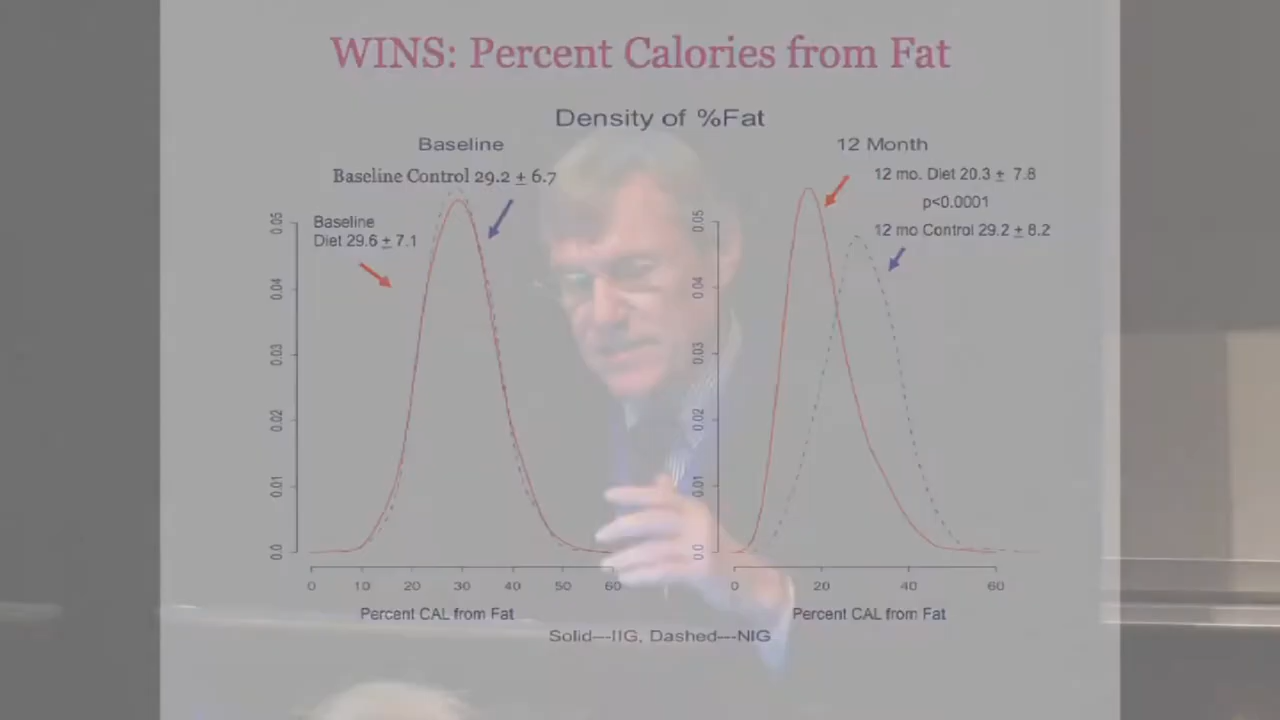 WINS: Percent Calories from Fat
Density of %Fat
Baseline
Baseline Control 29.2 ± 6.7
Baseline
Diet 29.6 ± 7.1
0.05
0.04
0.03
0.02
0.01
0.0
0 10 20 30 40 50 60
Percent CAL from Fat
12 Month
12 mo. Diet 20.3 ± 7.8
p<0.0001
12 mo Control 29.2 ± 8.2
0.05
0.04
0.03
0.02
0.01
0.0
0 20 40 60
Percent CAL from Fat
Solid---IIG, Dashed---NIG